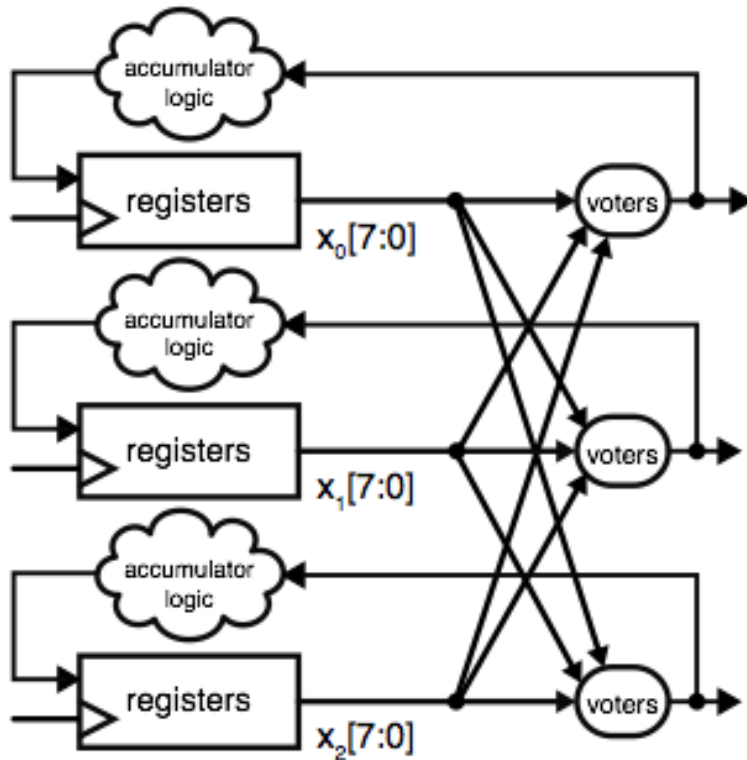 accumulator
logic
registers
voters
x₀[7:0]
accumulator
logic
registers
voters
x₁[7:0]
accumulator
logic
registers
voters
x₂[7:0]